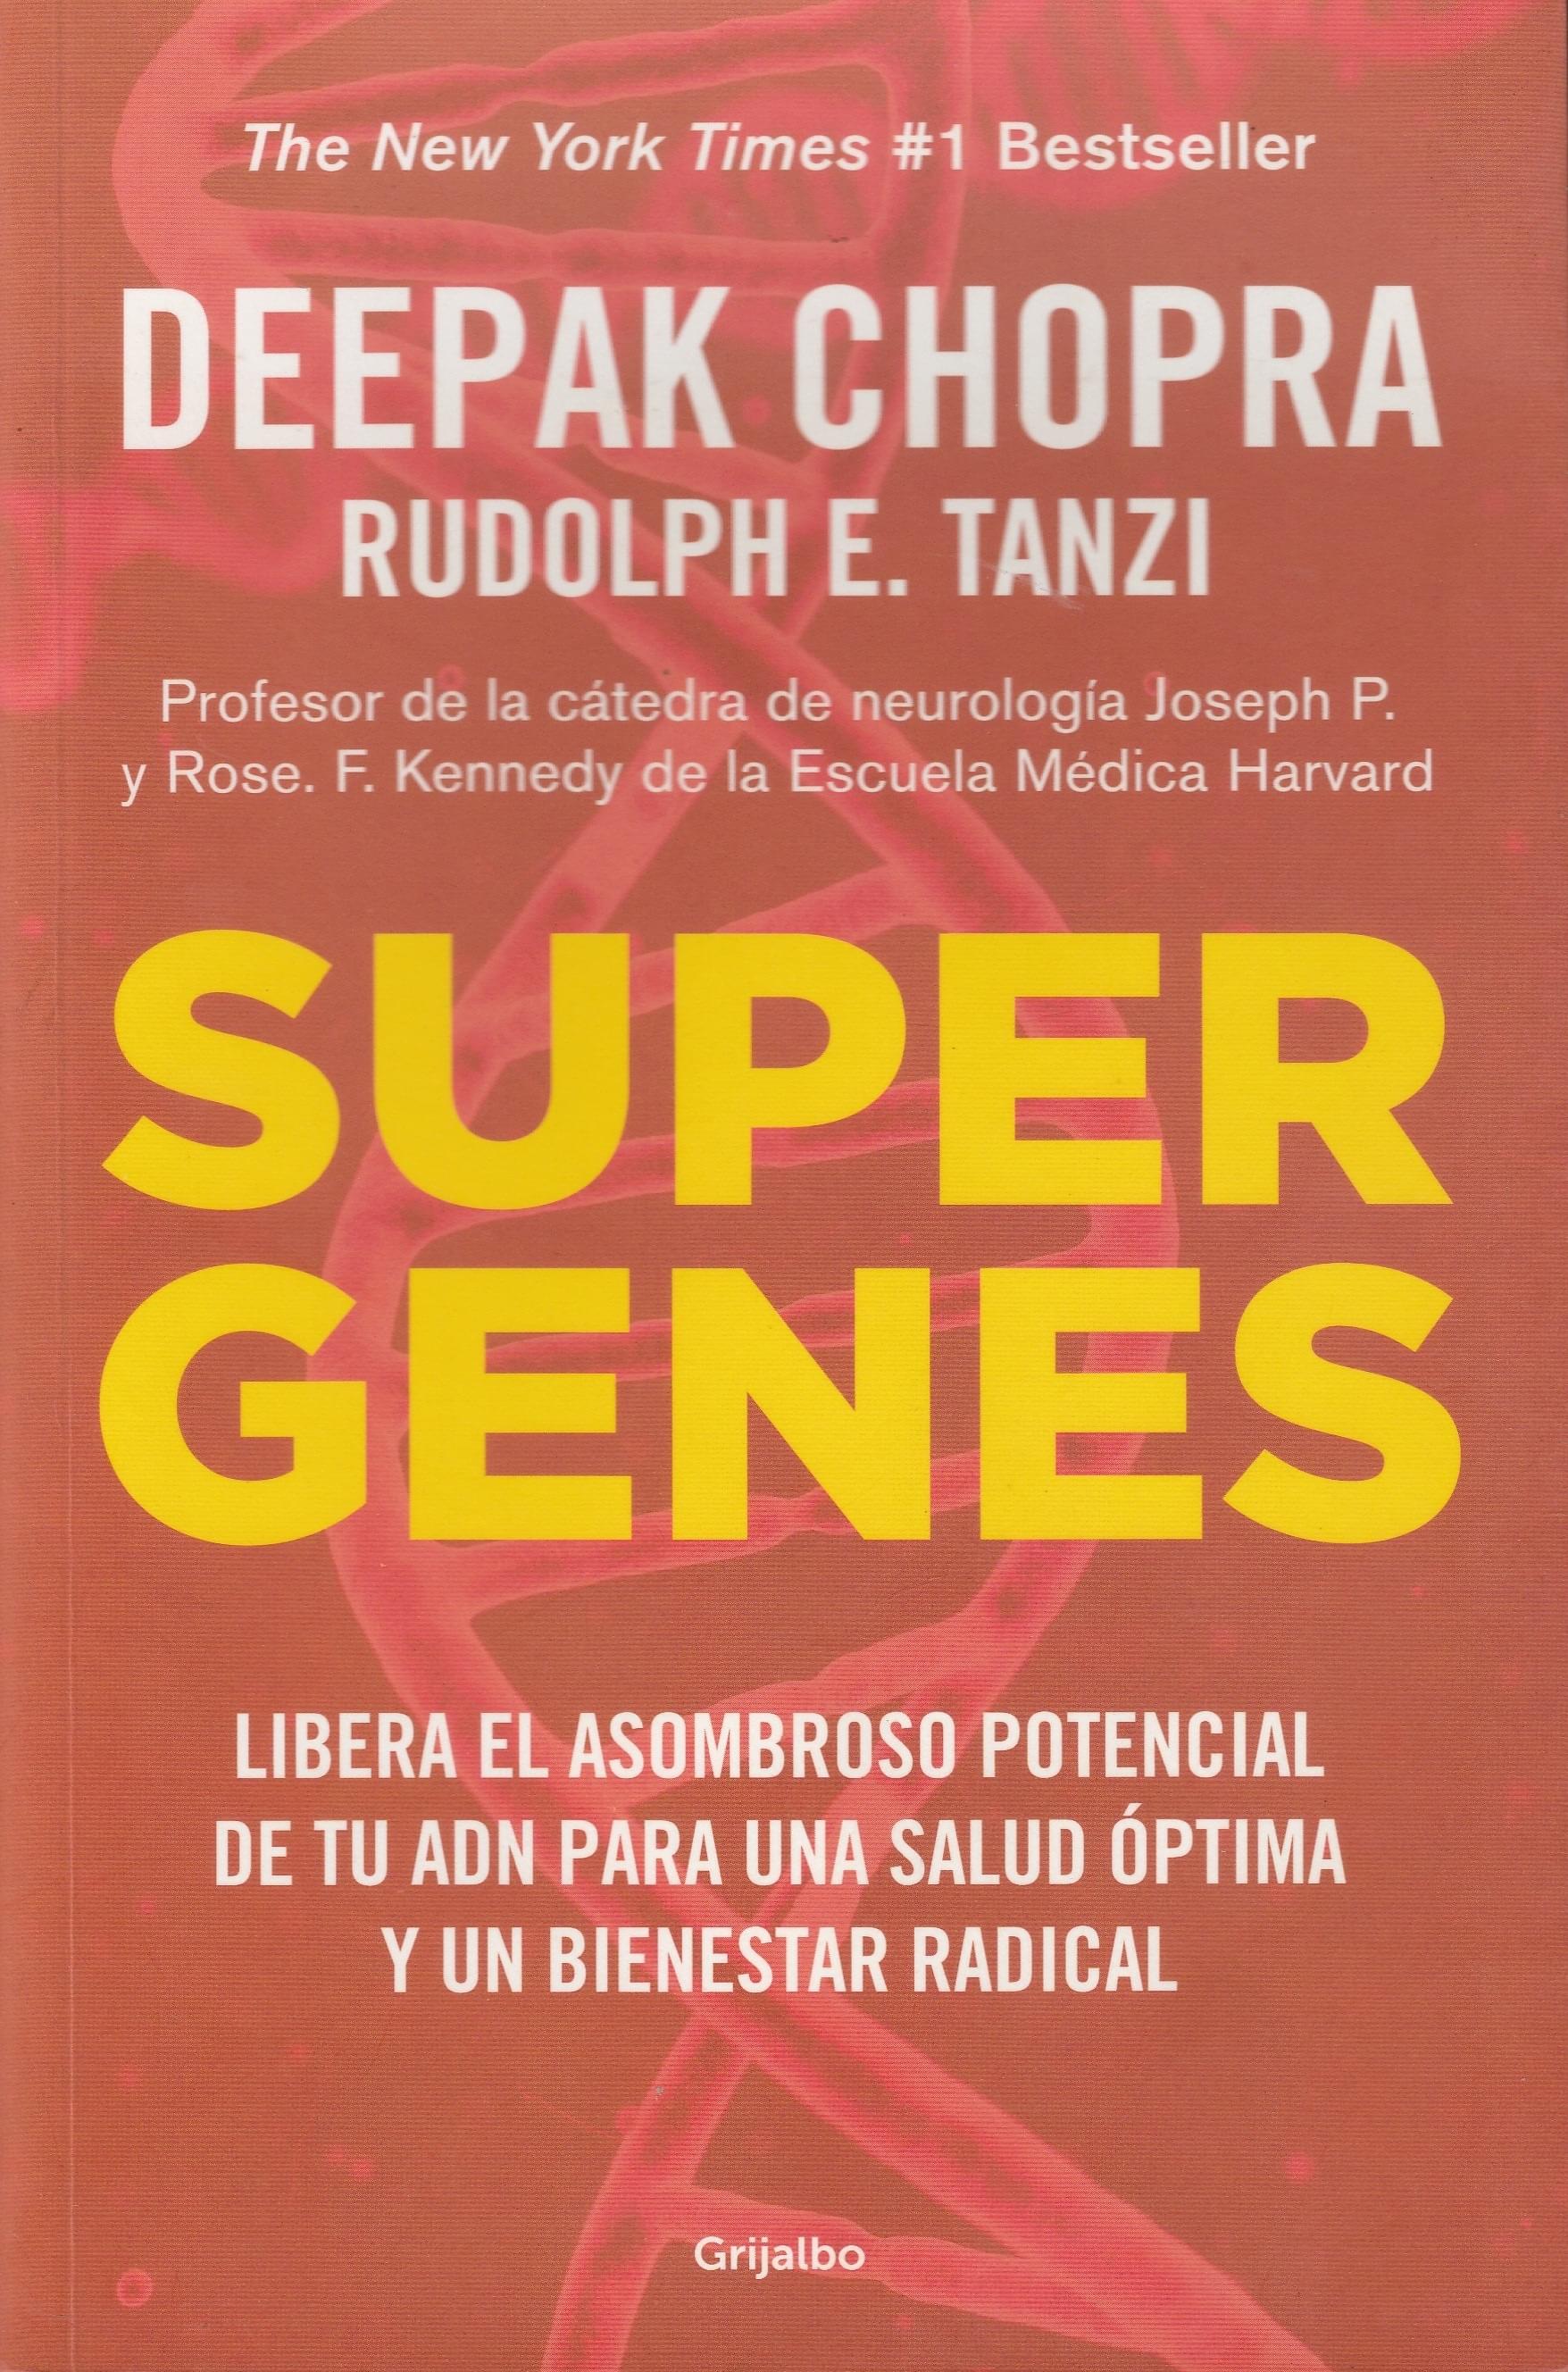 The New York Times #1 Bestseller
DEEPAK CHOPRA
RUDOLPH E. TANZI
Profesor de la cátedra de neurología Joseph P.
y Rose. F. Kennedy de la Escuela Médica Harvard
SUPER
GENES
LIBERA EL ASOMBROSO POTENCIAL
DE TU ADN PARA UNA SALUD ÓPTIMA
Y UN BIENESTAR RADICAL
Grijalbo